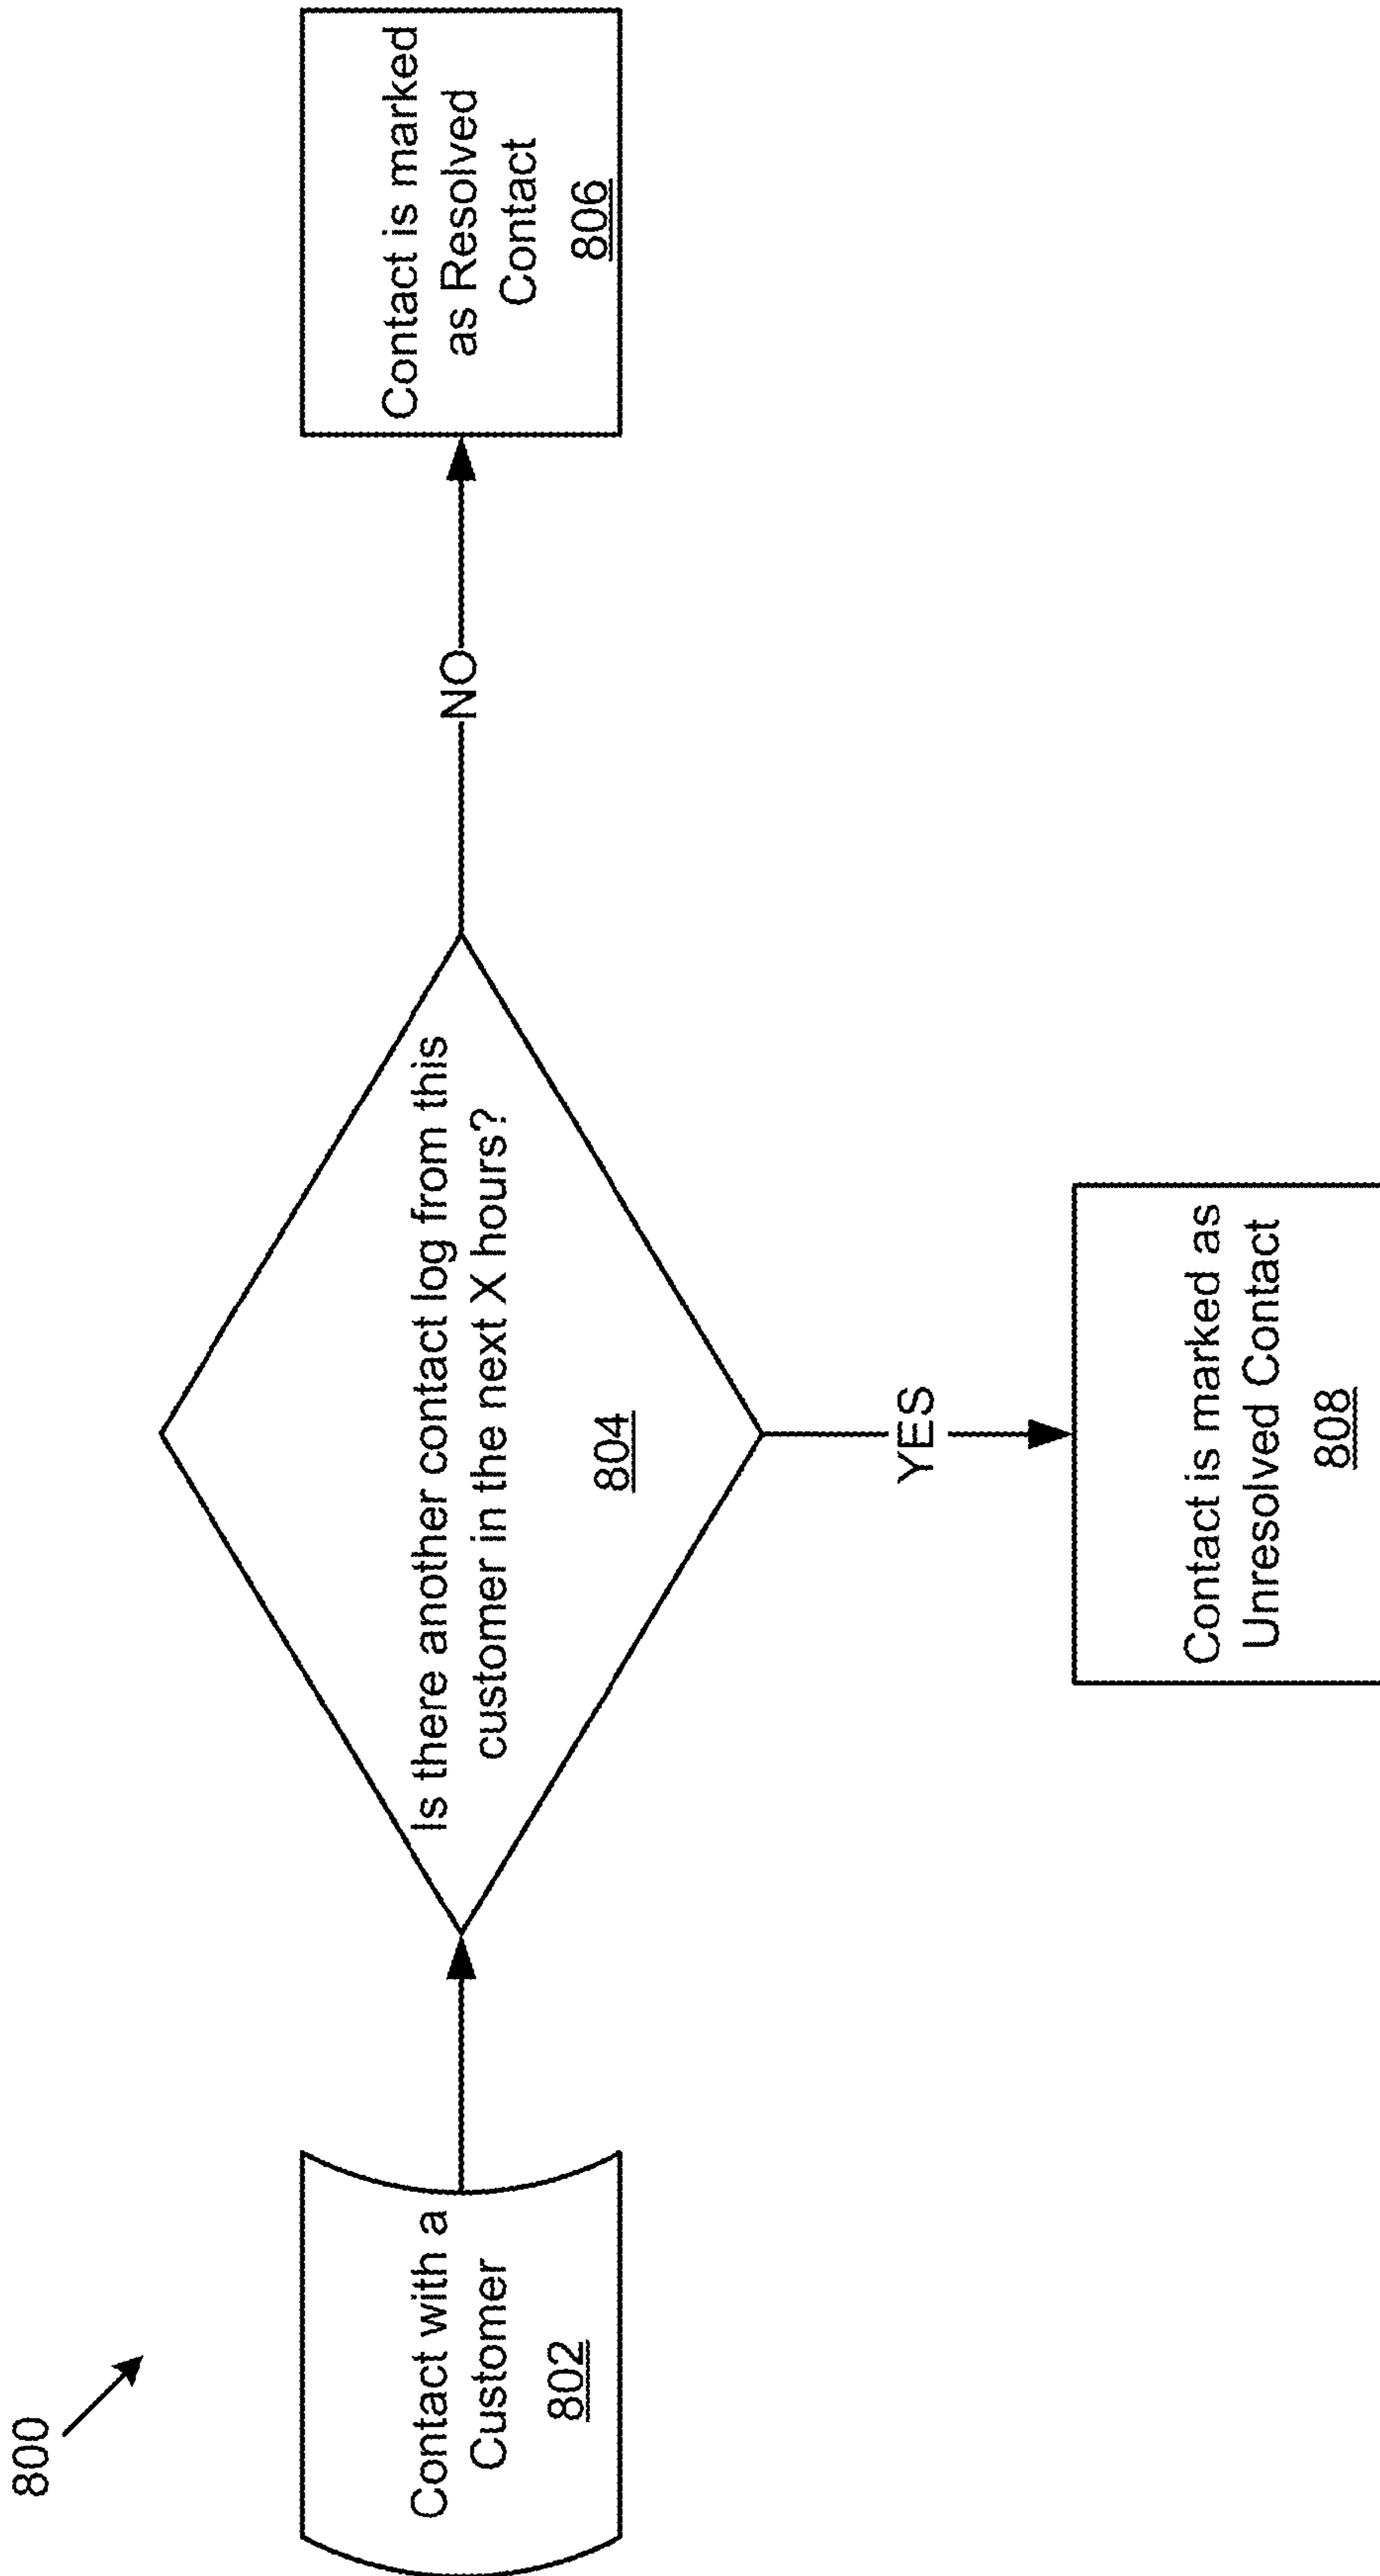 800
Contact with a
Customer
802
Is there another contact log from this
customer in the next X hours?
804
NO
Contact is marked
as Resolved
Contact
806
YES
Contact is marked as
Unresolved Contact
808